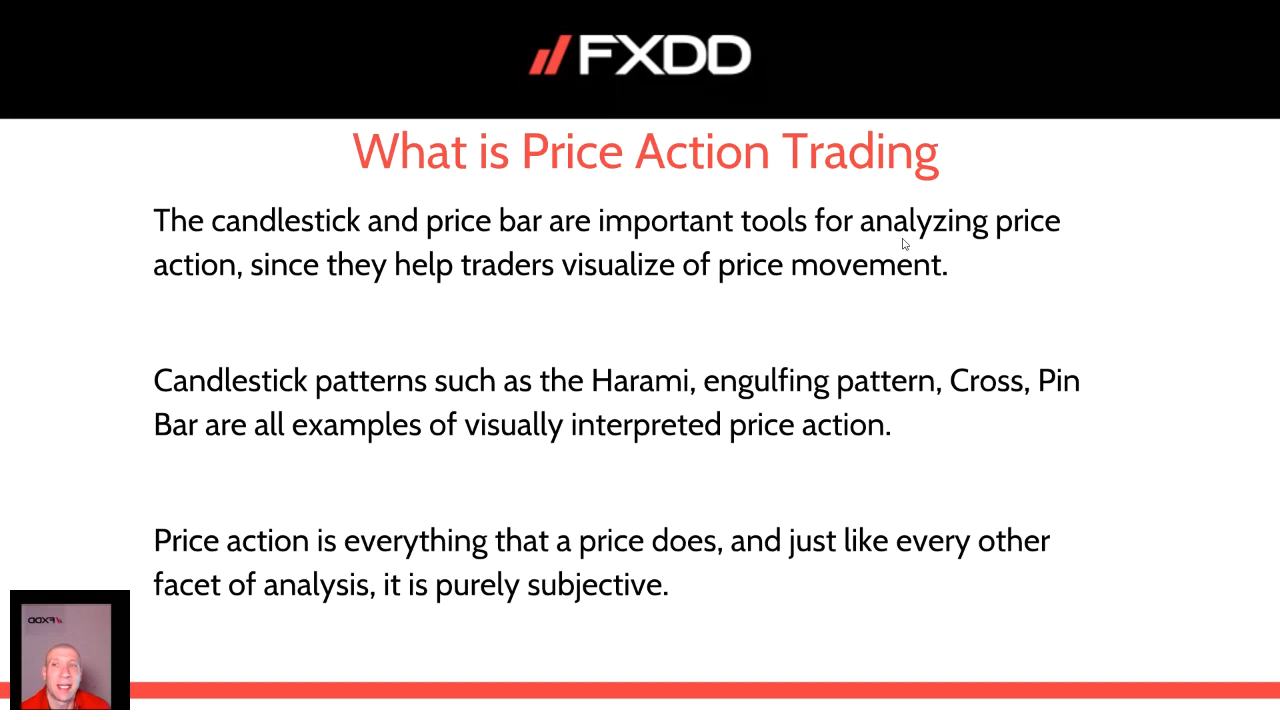 FXDD
What is Price Action Trading
The candlestick and price bar are important tools for analyzing price
action, since they help traders visualize of price movement.
Candlestick patterns such as the Harami, engulfing pattern, Cross, Pin
Bar are all examples of visually interpreted price action.
Price action is everything that a price does, and just like every other
facet of analysis, it is purely subjective.
FXDD